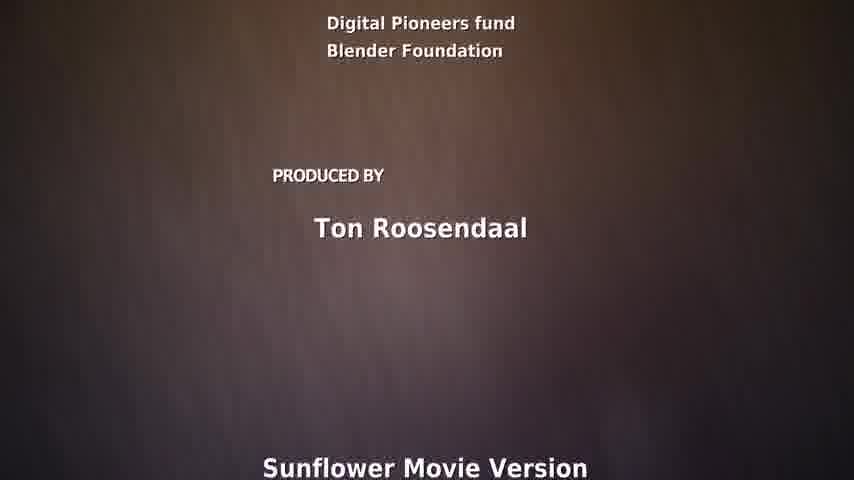 Digital Pioneers fund
Blender Foundation
PRODUCED BY
Ton Roosendaal
Sunflower Movie Version